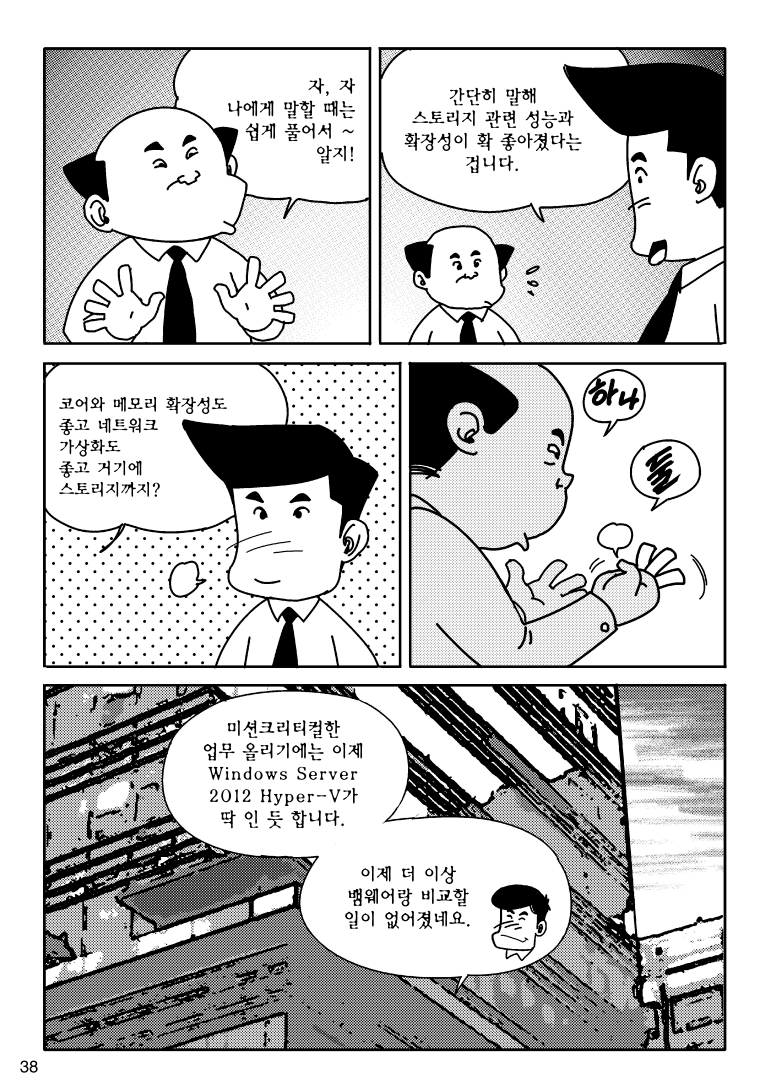 자, 자
나에게 말할 때는
쉽게 풀어서 ~
알지!
간단히 말해
스토리지 관련 성능과
확장성이 확 좋아졌다는
겁니다.
코어와 메모리 확장성도
좋고 네트워크
가상화도
좋고 거기에
스토리지까지?
하나
둘
미션크리티컬한
업무 올리기에는 이제
Windows Server
2012 Hyper-V가
딱 인 듯 합니다.
이제 더 이상
뱀웨어랑 비교할
일이 없어졌네요.
38